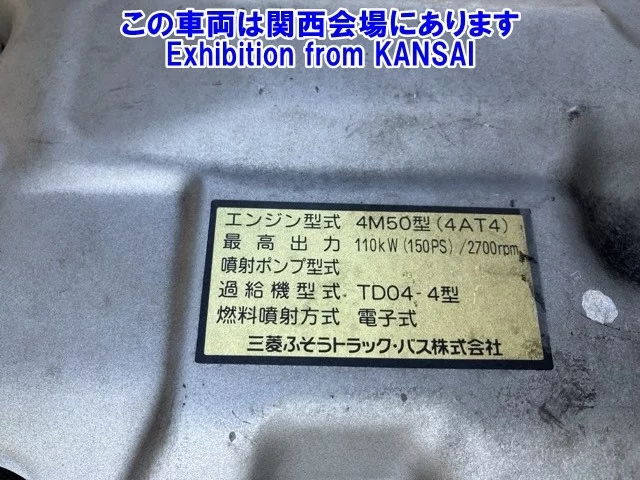 この車両は関西会場にあります
Exhibition from KANSAI
エンジン型式 4M50型(4AT4)
最高出力 110kW(150PS)/2700rpm
噴射ポンプ型式
過給機型式 TD04-4型
燃料噴射方式 電子式
三菱ふそうトラック・バス株式会社